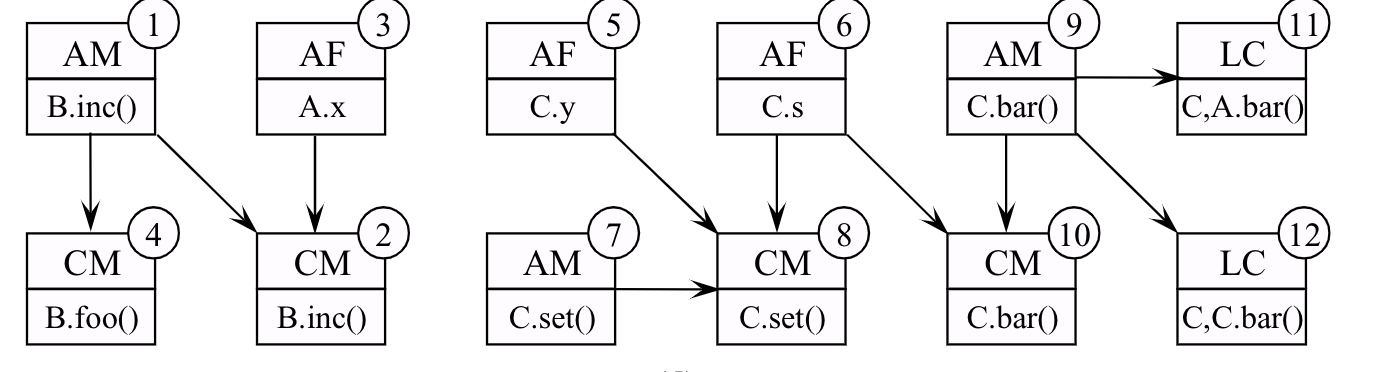 1
AM
B.inc()
3
AF
A.x
5
AF
C.y
6
AF
C.s
9
AM
C.bar()
11
LC
C,A.bar()
4
CM
B.foo()
2
CM
B.inc()
7
AM
C.set()
8
CM
C.set()
10
CM
C.bar()
12
LC
C,C.bar()